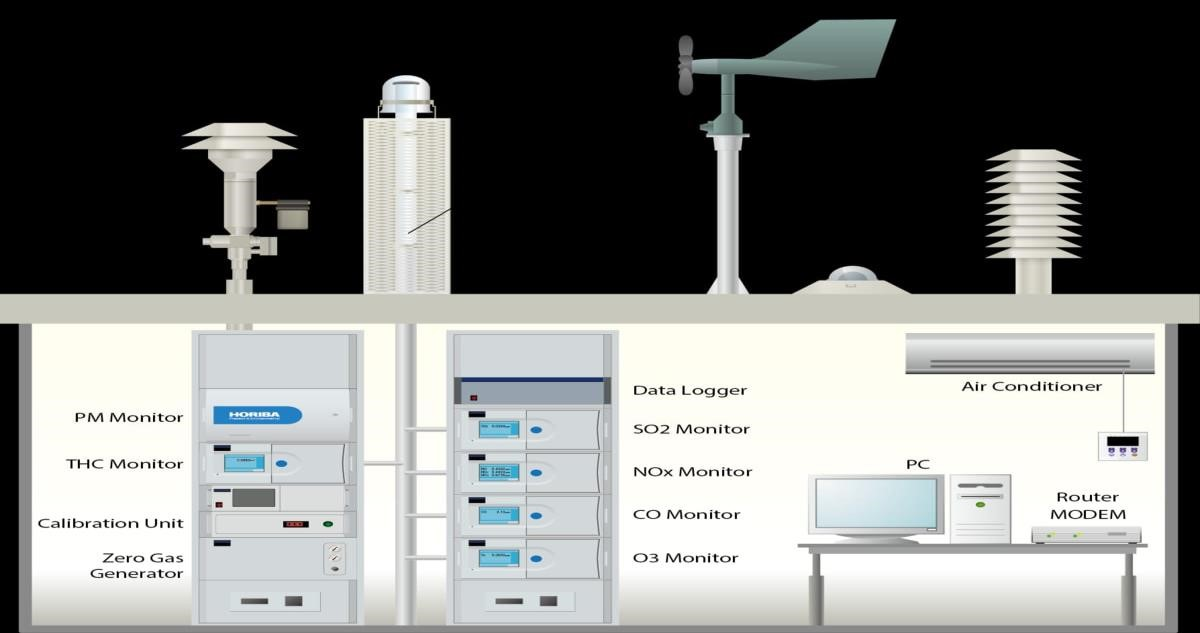 PM Monitor
HORIBA
THC Monitor
Calibration Unit
Zero Gas
Generator
Data Logger
SO2 Monitor
NOx Monitor
CO Monitor
O3 Monitor
Air Conditioner
PC
Router
MODEM